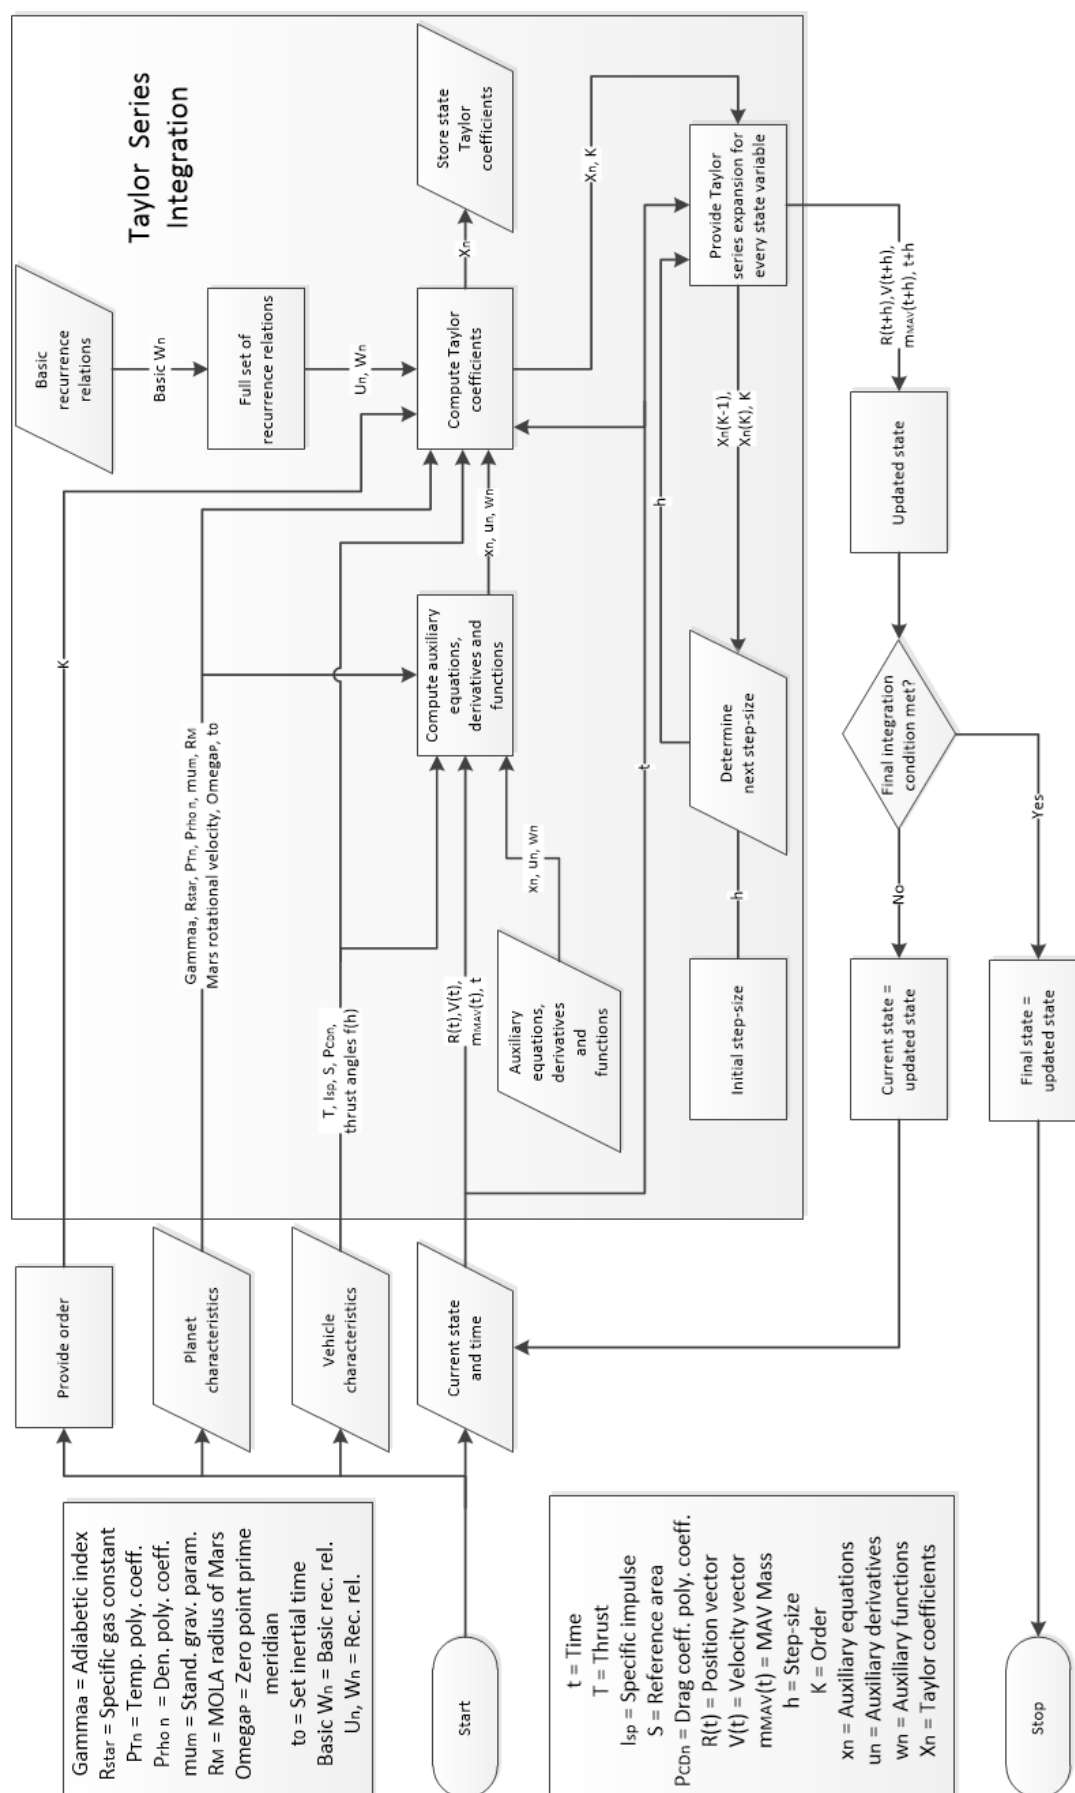 Taylor Series
Integration
Basic
recurrence
relations
Basic Wn
Full set of
recurrence relations
Un, Wn
Store state
Taylor
coefficients
Xn
Compute Taylor
coefficients
Xn, K
Provide Taylor
series expansion for
every state variable
R(t+h),V(t+h),
mMAV(t+h), t+h
Xn(K-1),
Xn(K), K
h
t
K
xn, un, wn
Compute auxiliary
equations,
derivatives and
functions
Gammaa, Rstar, PTn, Prho n, mum, RM
Mars rotational velocity, OmegaP, to
T, Isp, S, PCDn,
thrust angles f(h)
R(t),V(t),
mMAV(t), t
xn, un, wn
Auxiliary
equations,
derivatives
and
functions
Determine
next step-size
h
Initial step-size
Updated state
Final integration
condition met?
No
Yes
Current state =
updated state
Final state =
updated state
Provide order
Planet
characteristics
Vehicle
characteristics
Current state
and time
Start
Stop
Gammaa = Adiabetic index
Rstar = Specific gas constant
PTn = Temp. poly. coeff.
Prho n = Den. poly. coeff.
mum = Stand. grav. param.
RM = MOLA radius of Mars
OmegaP = Zero point prime
meridian
to = Set inertial time
Basic Wn = Basic rec. rel.
Un, Wn = Rec. rel.
t = Time
T = Thrust
Isp = Specific impulse
S = Reference area
PCDn = Drag coeff. poly. coeff.
R(t) = Position vector
V(t) = Velocity vector
mMAV(t) = MAV Mass
h = Step-size
K = Order
xn = Auxiliary equations
un = Auxiliary derivatives
wn = Auxiliary functions
Xn = Taylor coefficients